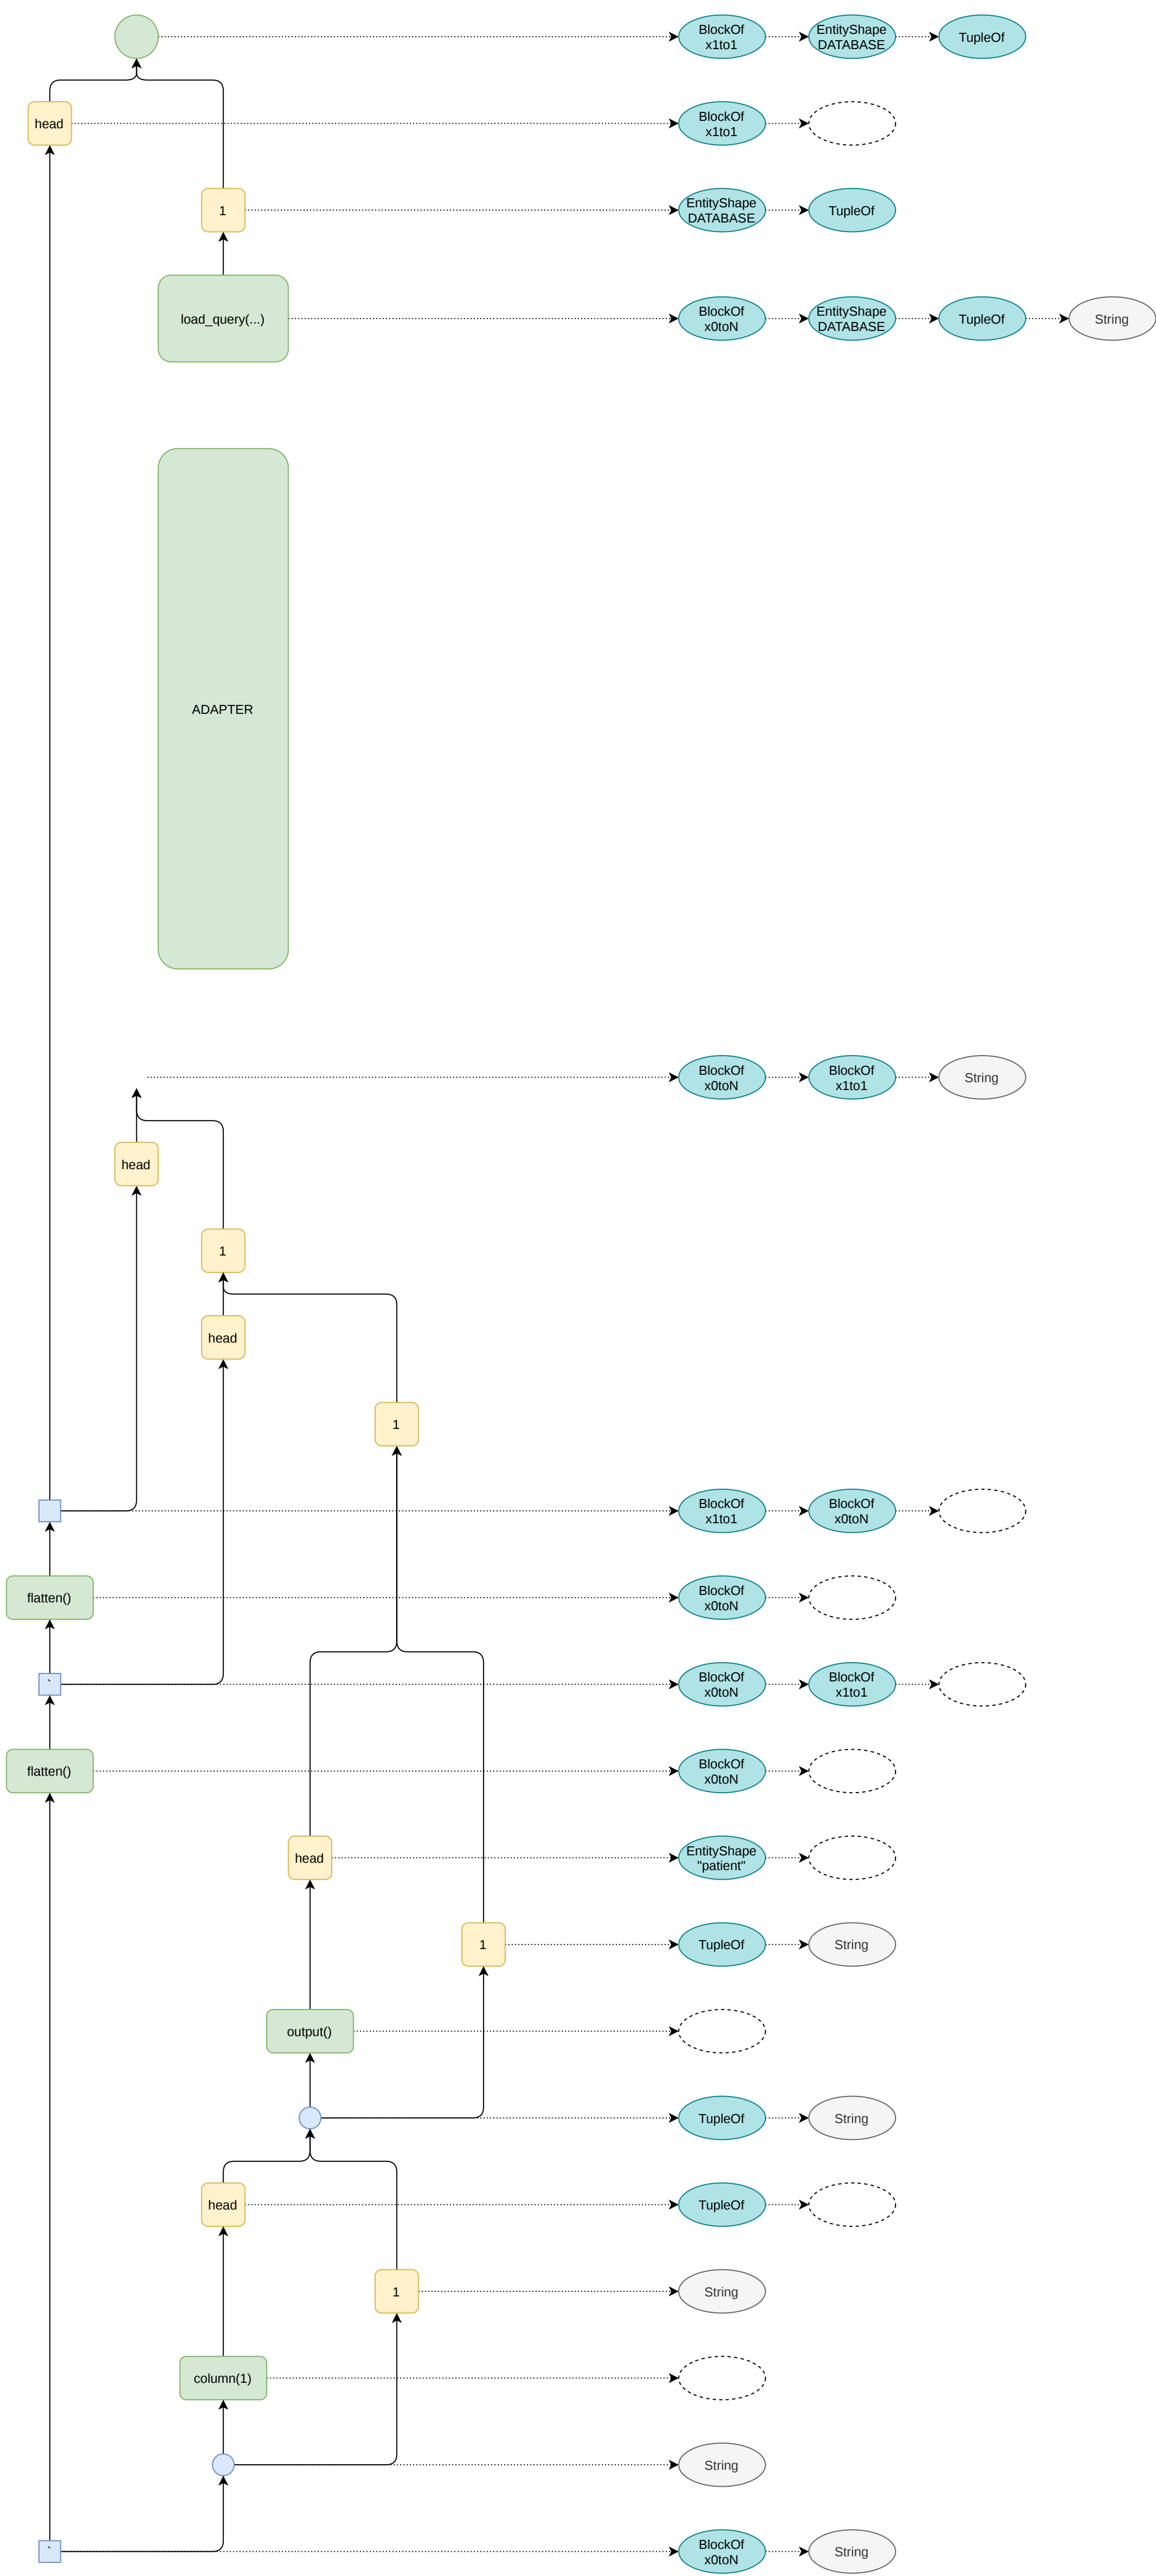 BlockOf
x1to1
EntityShape
DATABASE
TupleOf
head
BlockOf
x1to1
1
EntityShape
DATABASE
TupleOf
load_query(...)
BlockOf
x0toN
EntityShape
DATABASE
TupleOf
String
ADAPTER
BlockOf
x0toN
BlockOf
x1to1
String
head
1
head
1
BlockOf
x1to1
BlockOf
x0toN
flatten()
BlockOf
x0toN
`
BlockOf
x0toN
BlockOf
x1to1
flatten()
BlockOf
x0toN
head
EntityShape
"patient"
1
TupleOf
String
output()
TupleOf
String
head
TupleOf
1
String
column(1)
String
`
BlockOf
x0toN
String